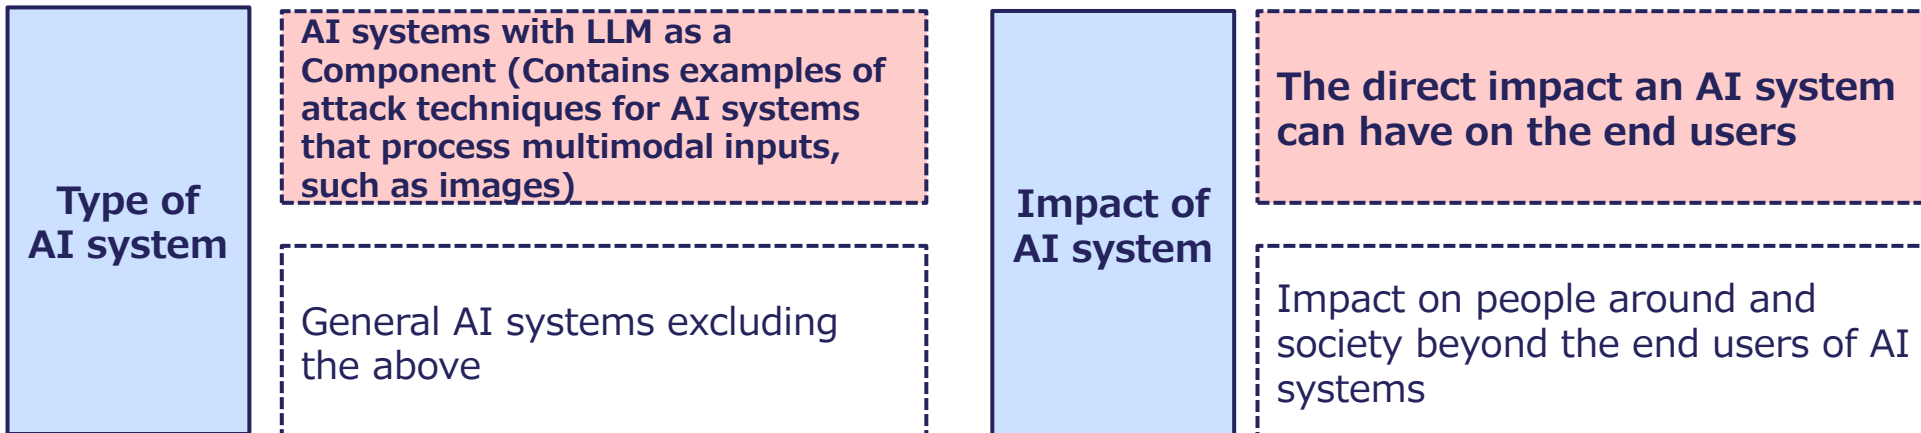 Type of
AI system
AI systems with LLM as a
Component (Contains examples of
attack techniques for AI systems
that process multimodal inputs,
such as images)
General AI systems excluding
the above
Impact of
AI system
The direct impact an AI system
can have on the end users
Impact on people around and
society beyond the end users of AI
systems